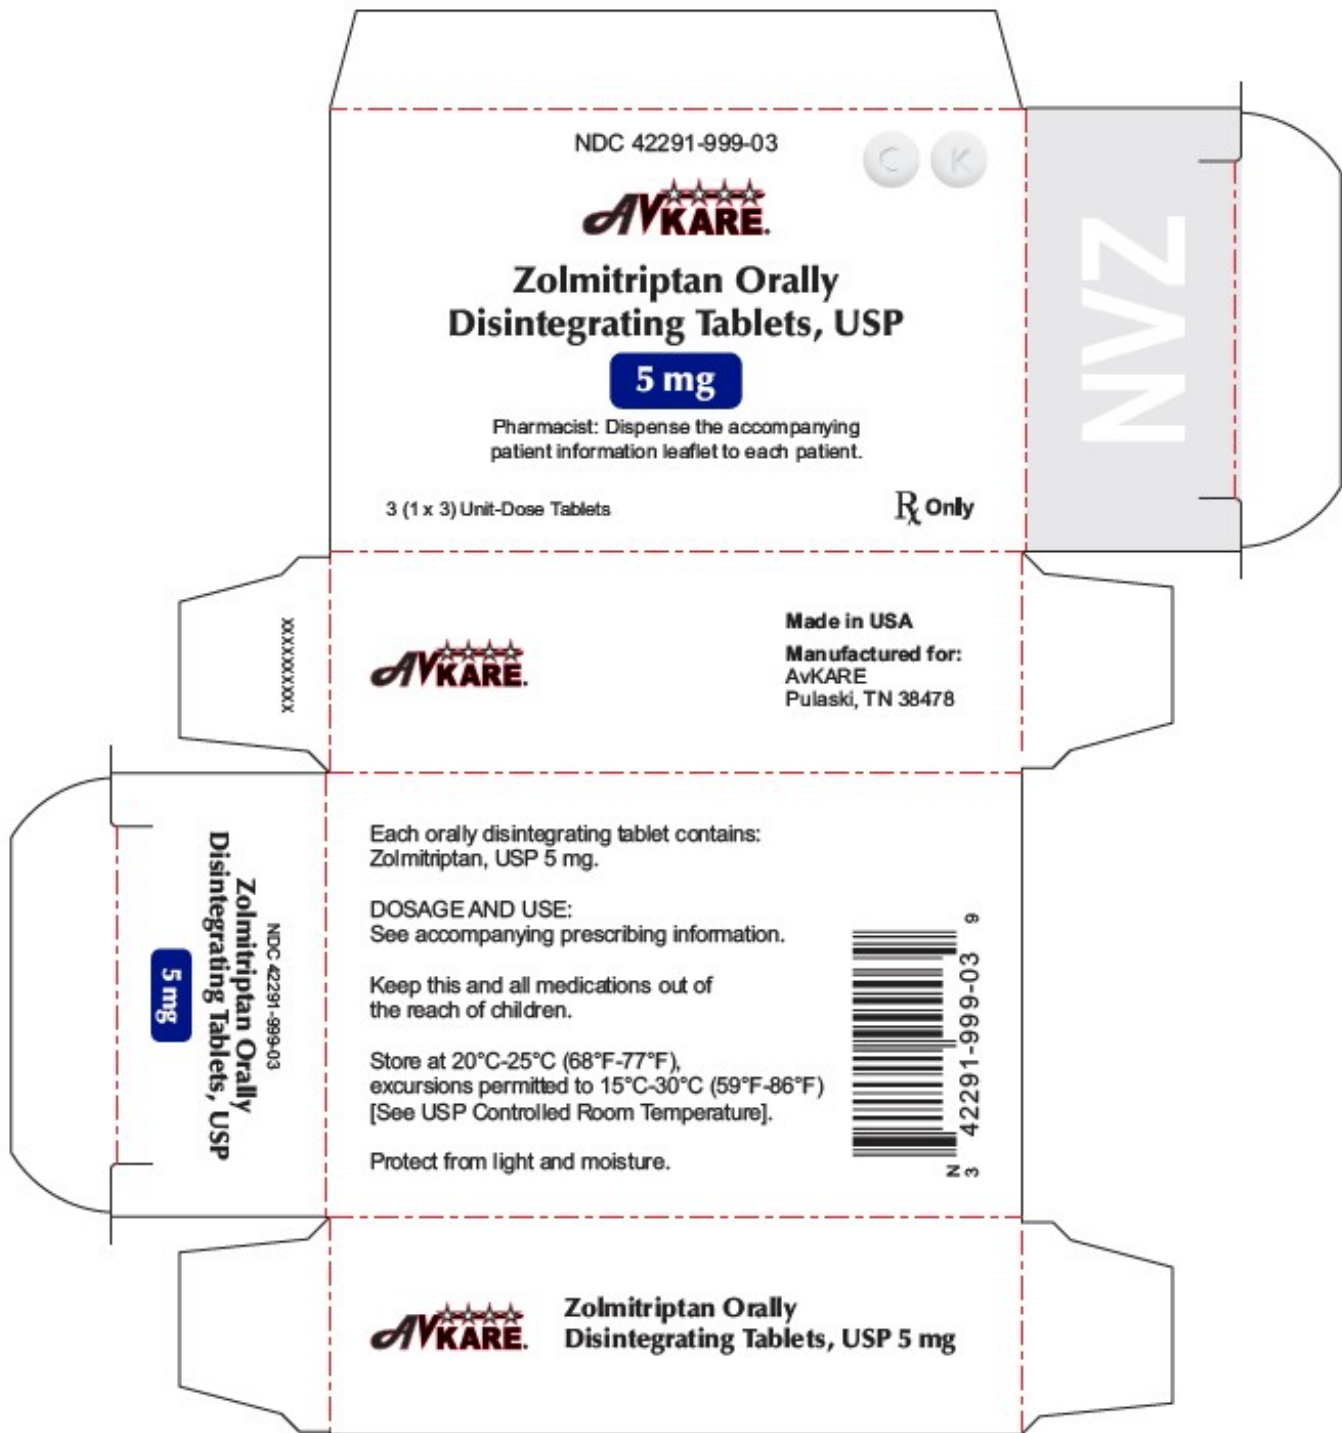 NDC 42291-999-03
C K
AVKARE.
Zolmitriptan Orally
Disintegrating Tablets, USP
5 mg
Pharmacist: Dispense the accompanying
patient information leaflet to each patient.
3 (1 x 3) Unit-Dose Tablets
Rx Only
NVZ
XXXXXXXXXX
AVKARE.
Made in USA
Manufactured for:
AvKARE
Pulaski, TN 38478
NDC 42291-999-03
Zolmitriptan Orally
Disintegrating Tablets, USP
5 mg
Each orally disintegrating tablet contains:
Zolmitriptan, USP 5 mg.
DOSAGE AND USE:
See accompanying prescribing information.
Keep this and all medications out of
the reach of children.
Store at 20°C-25°C (68°F-77°F),
excursions permitted to 15°C-30°C (59°F-86°F)
[See USP Controlled Room Temperature].
Protect from light and moisture.
N
3 42291-999-03 9
AVKARE.
Zolmitriptan Orally
Disintegrating Tablets, USP 5 mg